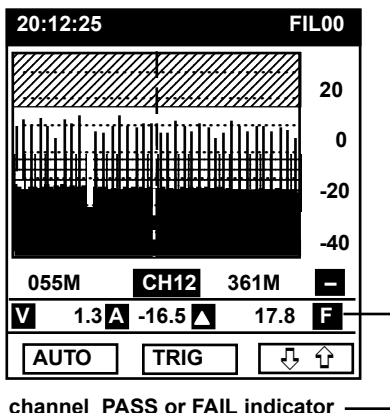 20:12:25 FIL00
20
0
-20
-40
055M CH12 361M –
V 1.3 A -16.5 17.8 F
AUTO TRIG
channel PASS or FAIL indicator